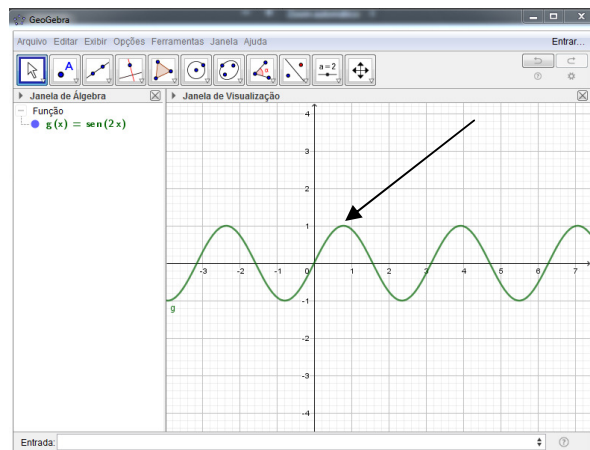 GeoGebra
Arquivo Editar Exibir Opções Ferramentas Janela Ajuda
Entrar...
A
a=2
Janela de Álgebra
Janela de Visualização
Função
g(x) = sen(2x)
4
3
2
1
-3 -2 -1 0 1 2 3 4 5 6 7
-1
g
-3
-4
Entrada: